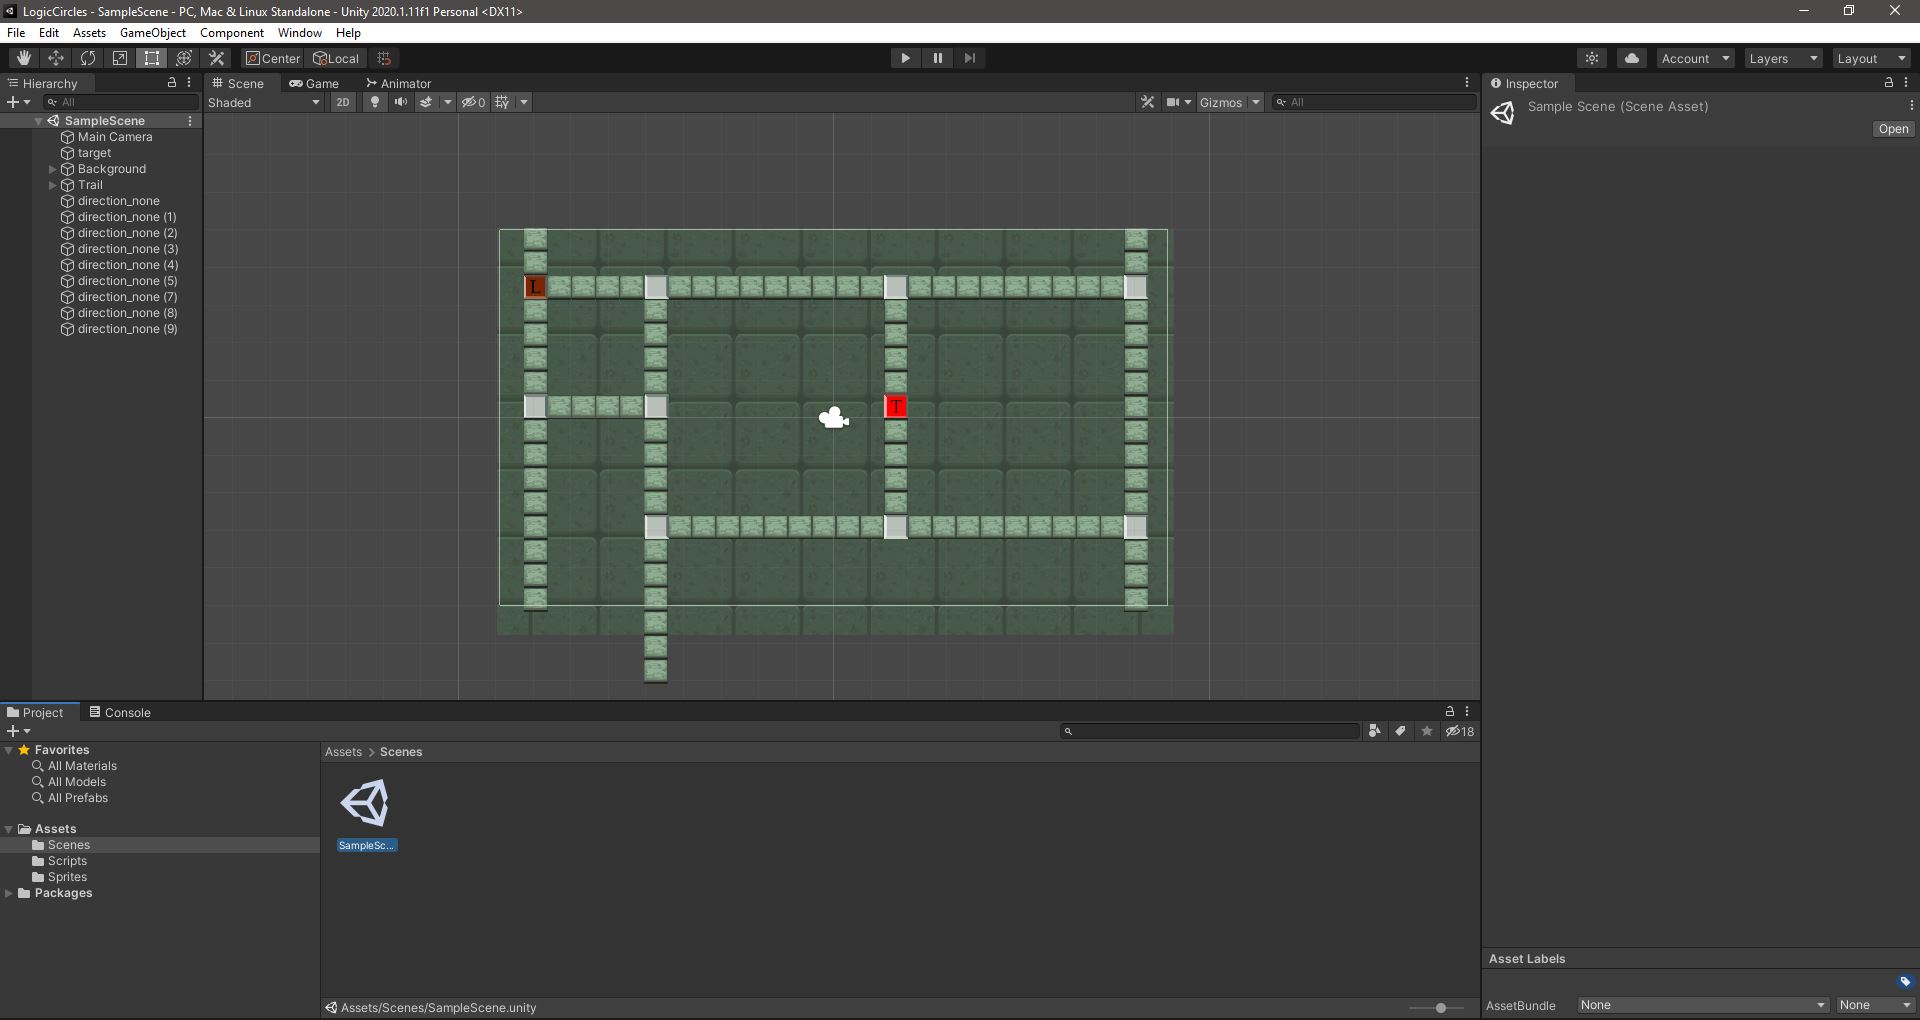 LogicCircles - SampleScene - PC, Mac & Linux Standalone - Unity 2020.1.11f1 Personal <DX11>
File Edit Assets GameObject Component Window Help
Center Local Account Layers Layout
Hierarchy
All
SampleScene
Main Camera
target
Background
Trail
direction_none
direction_none (1)
direction_none (2)
direction_none (3)
direction_none (4)
direction_none (5)
direction_none (7)
direction_none (8)
direction_none (9)
Scene Game Animator
Shaded 2D 0 Gizmos All
L
T
Inspector
Sample Scene (Scene Asset)
Open
Project Console
18
Favorites
All Materials
All Models
All Prefabs
Assets
Scenes
Scripts
Sprites
Packages
Assets > Scenes
SampleSc...
Assets/Scenes/SampleScene.unity
Asset Labels
AssetBundle None None